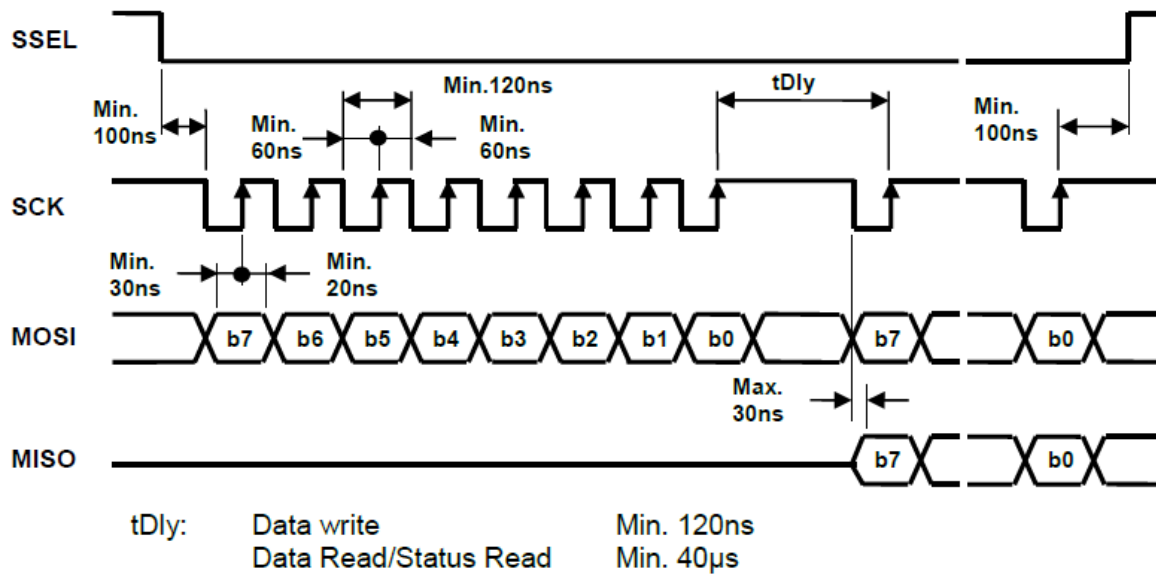 SSEL
Min.120ns
tDly
Min.
100ns
Min.
60ns
Min.
60ns
Min.
100ns
SCK
Min.
30ns
Min.
20ns
MOSI
b7 b6 b5 b4 b3 b2 b1 b0 b7 b0
Max.
30ns
MISO
b7 b0
tDly: Data write Min. 120ns
Data Read/Status Read Min. 40µs